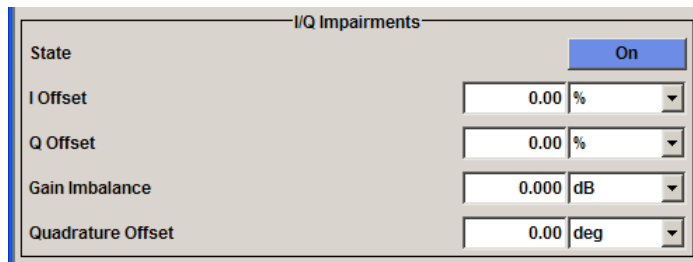 I/Q Impairments
State On
I Offset 0.00 %
Q Offset 0.00 %
Gain Imbalance 0.000 dB
Quadrature Offset 0.00 deg